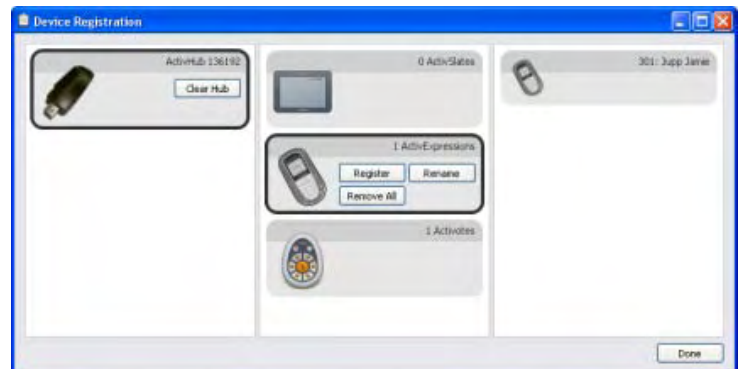 Device Registration
ActivHub 136192
Clear Hub
0 ActivSlates
1 ActivExpressions
Register
Rename
Remove All
1 Activotes
301: Jupp James
Done